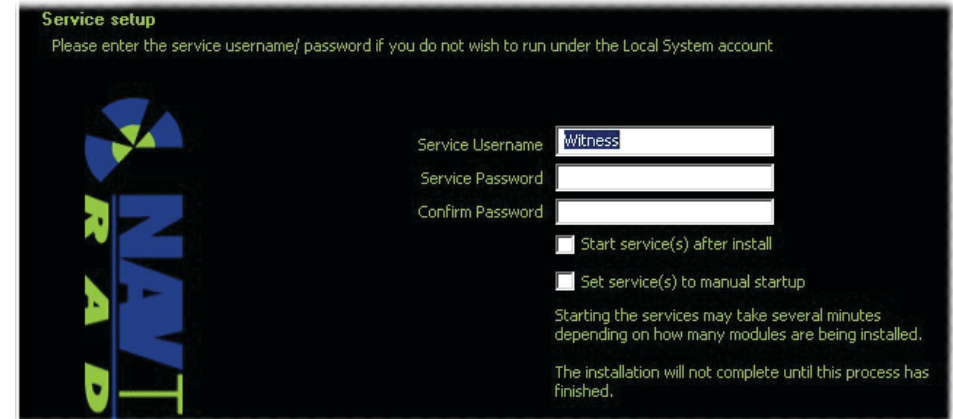 Service setup
Please enter the service username/ password if you do not wish to run under the Local System account
Service Username
Witness
Service Password
Confirm Password
Start service(s) after install
Set service(s) to manual startup
Starting the services may take several minutes
depending on how many modules are being installed.
The installation will not complete until this process has
finished.
NAVT
RAD